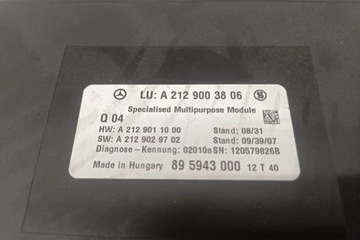 LU: A 212 900 38 06
Specialised Multipurpose Module
Q 04
HW: A 212 901 10 00 Stand: 08/31
SW: A 212 902 97 02 Stand: 09/39/07
Diagnose - Kennung: 02010a SN: 120579826B
Made in Hungary 89 5943 000 12 T 40